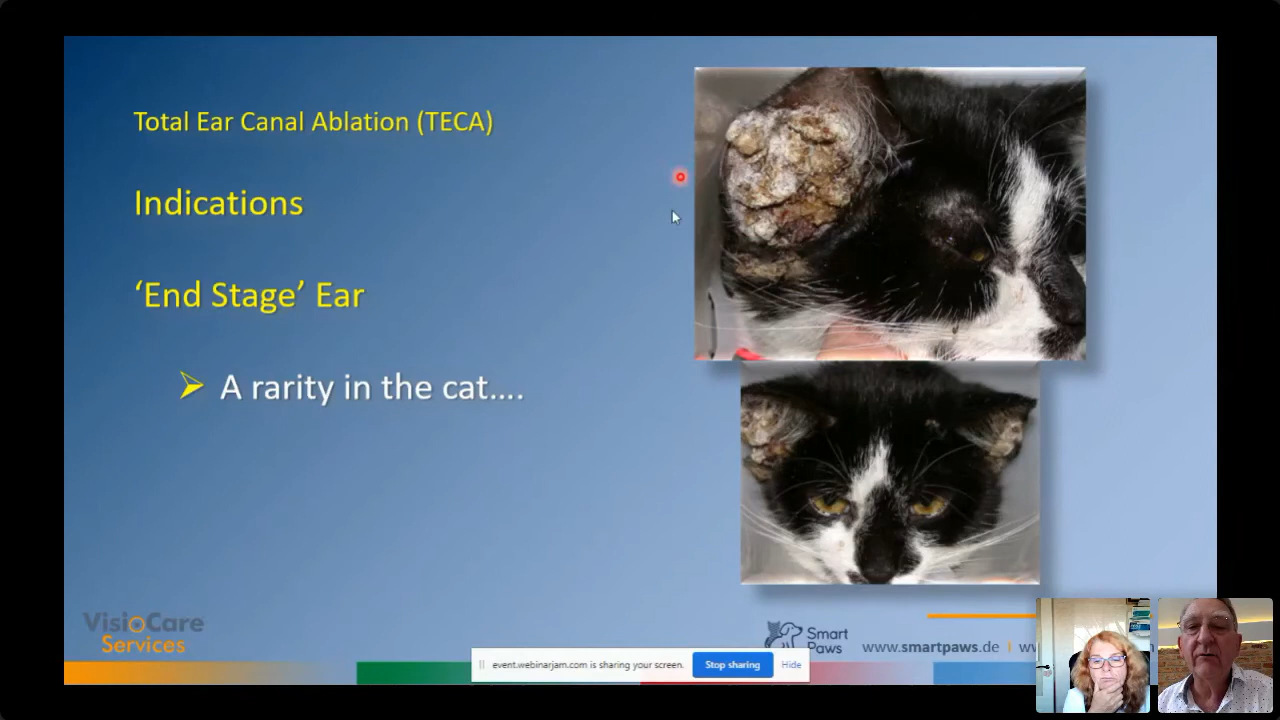 Total Ear Canal Ablation (TECA)
Indications
‘End Stage’ Ear
A rarity in the cat....
VisioCare
Services
Smart
Paws
www.smartpaws.de
event.webinarjam.com is sharing your screen.
Stop sharing
Hide